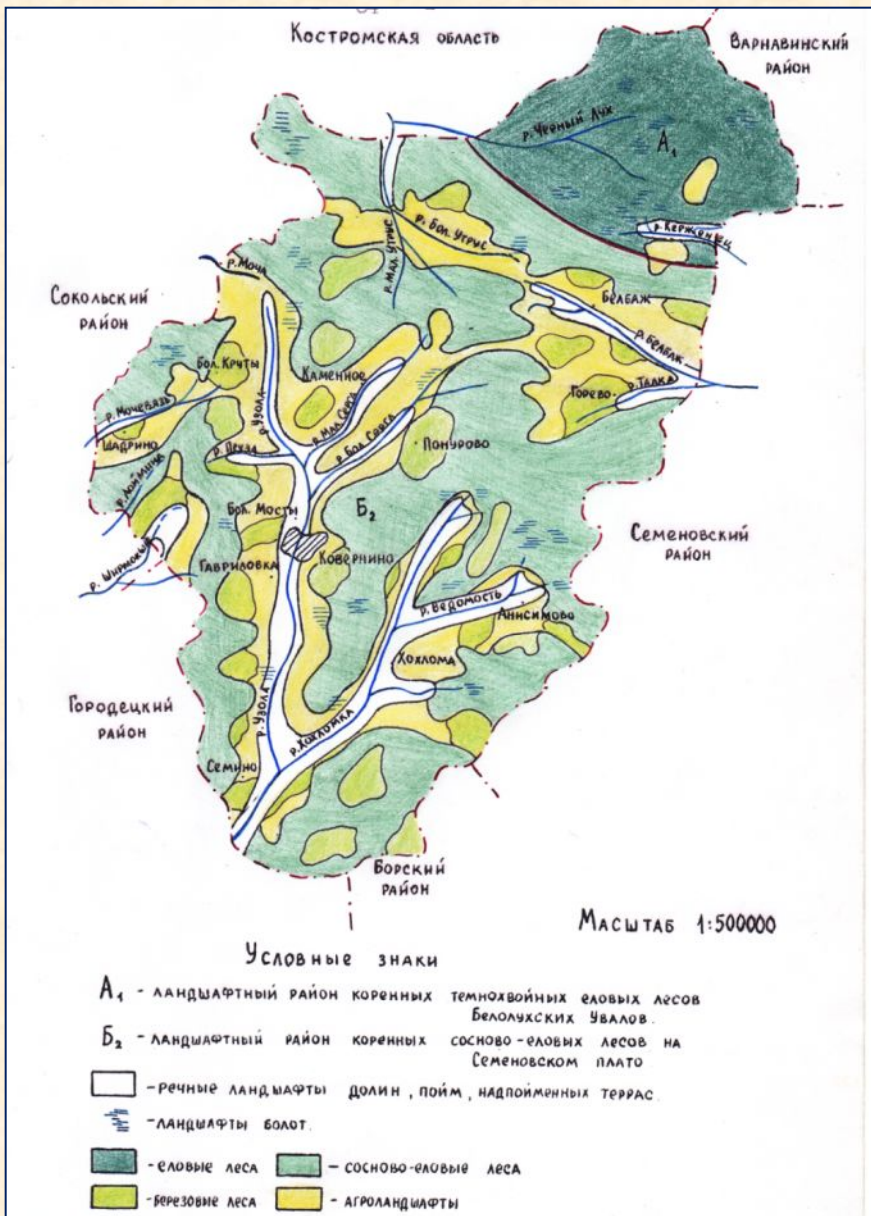 Костромская область
Варнавинский
район
р. Черный Лух
А₁
р. Керженец
р. Бол. Утрус
р. Мал. Утрус
р. Моча
Белбаж
Сокольский
район
р. Белбаж
Бол. Круты
Каменное
Горево
р. Талка
р. Узола
р. Мал. Серга
р. Мочевязь
р. Бол. Серга
Шадрино
р. Пенза
Понурово
Бол. Мосты
Б₂
Семеновский
район
Гавриловка
Ковернино
р. Ширмокша
р. Ведомость
Анисимово
Хохлома
Городецкий
район
р. Узола
р. Хохломка
Семино
Борский
район
Масштаб 1:500000
Условные знаки
А₁ - ландшафтный район коренных темнохвойных еловых лесов
Белолухских Увалов.
Б₂ - ландшафтный район коренных сосново-еловых лесов на
Семеновском плато
- речные ландшафты долин, пойм, надпойменных террас.
- ландшафты болот.
- еловые леса - сосново-еловые леса
- березовые леса - агроландшафты